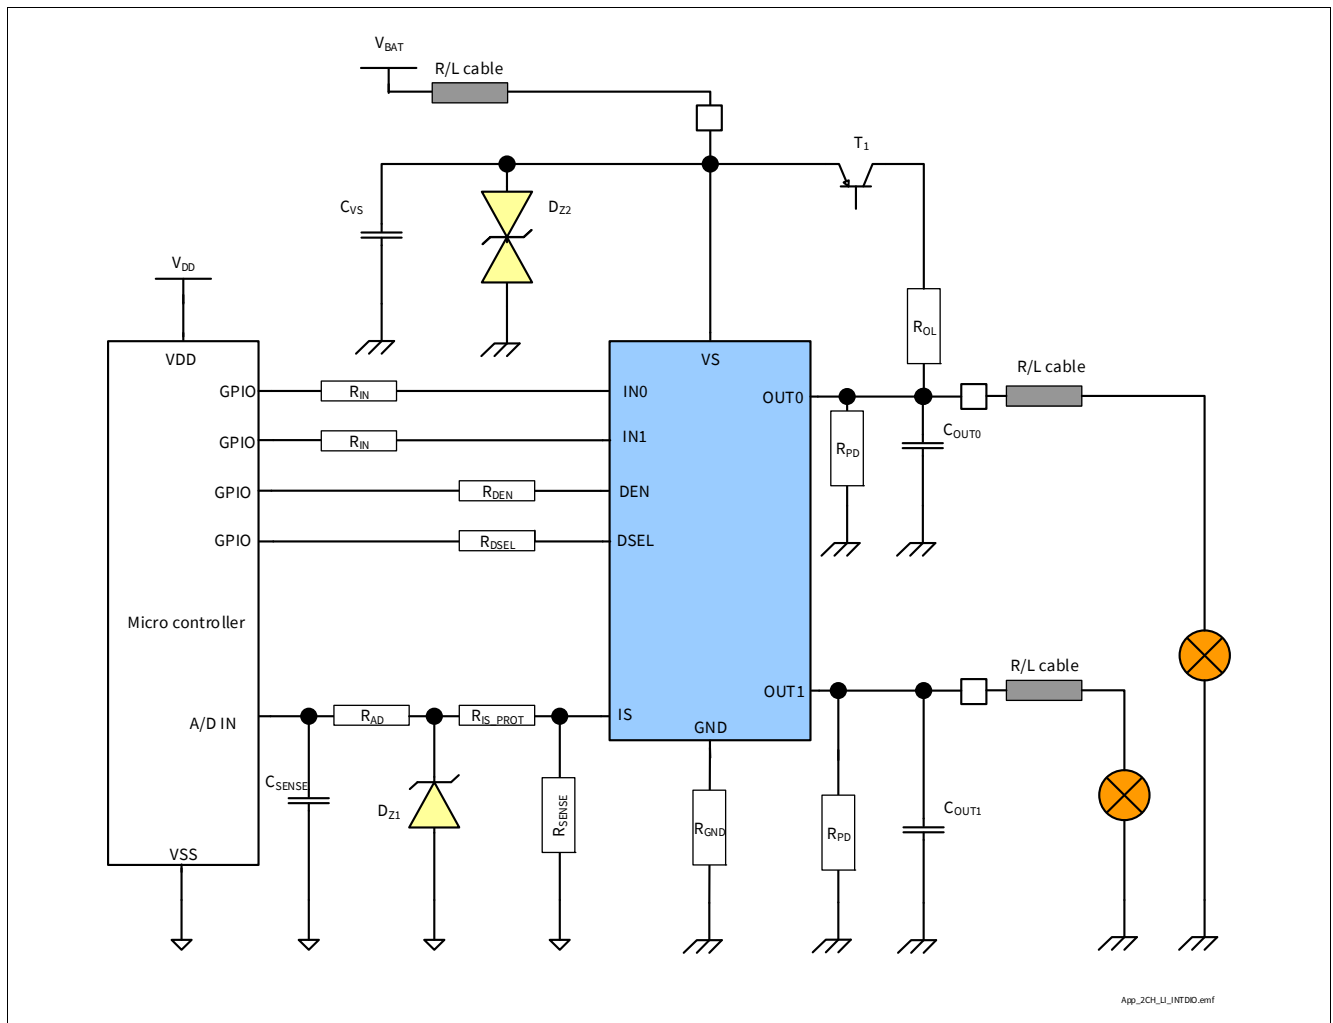 VBAT
R/L cable
T1
CVS
DZ2
VDD
ROL
VDD
VS
R/L cable
GPIO
RIN
IN0
OUT0
COUT0
GPIO
RIN
IN1
RPD
GPIO
RDEN
DEN
GPIO
RDSEL
DSEL
Micro controller
R/L cable
OUT1
A/D IN
RAD
RIS_PROT
IS
GND
CSENSE
DZ1
RSENSE
RGND
RPD
COUT1
VSS
App_2CH_LI_INTDIO.emf